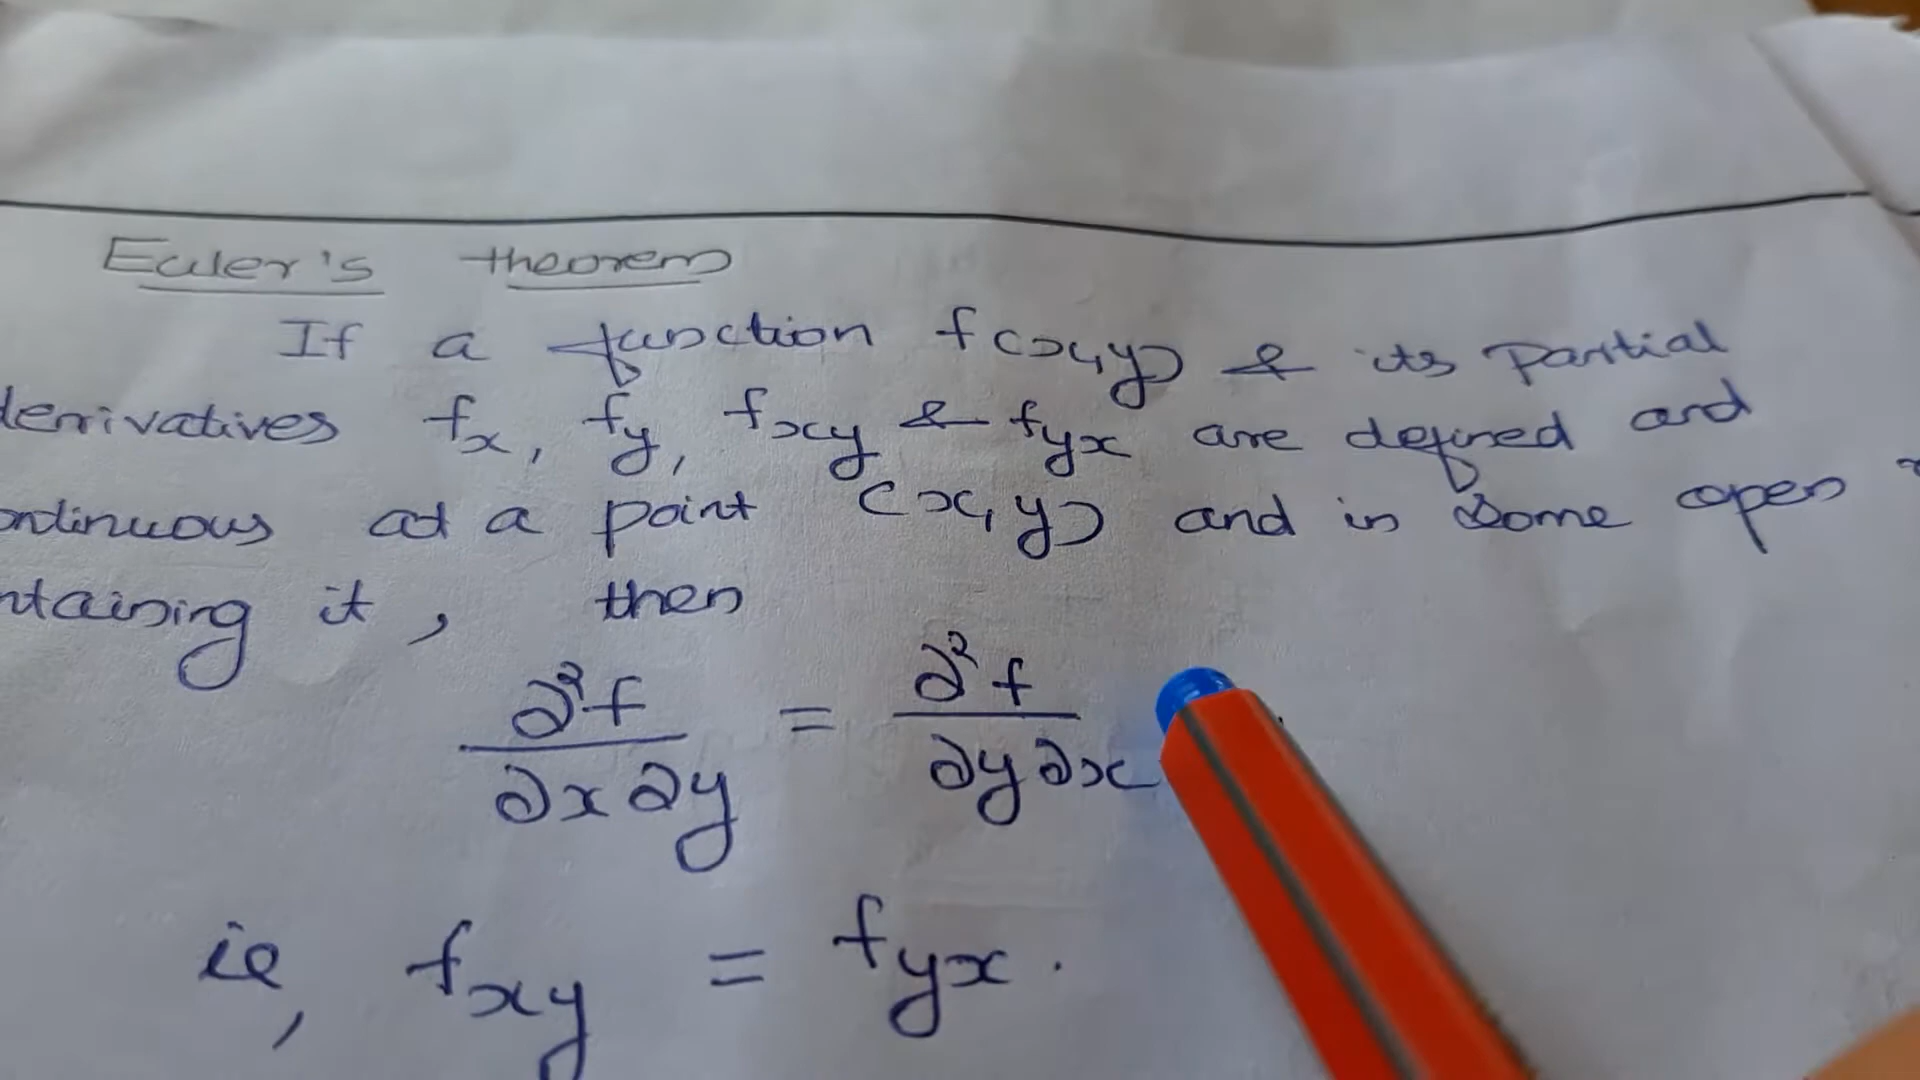 Euler's theorem
If a function f(x,y) & its Partial
derivatives fx, fy, fxy & fyx are defined and
continuous at a point (x,y) and in some open
containing it, then
∂²f/∂x∂y = ∂²f/∂y∂x
ie, fxy = fyx.